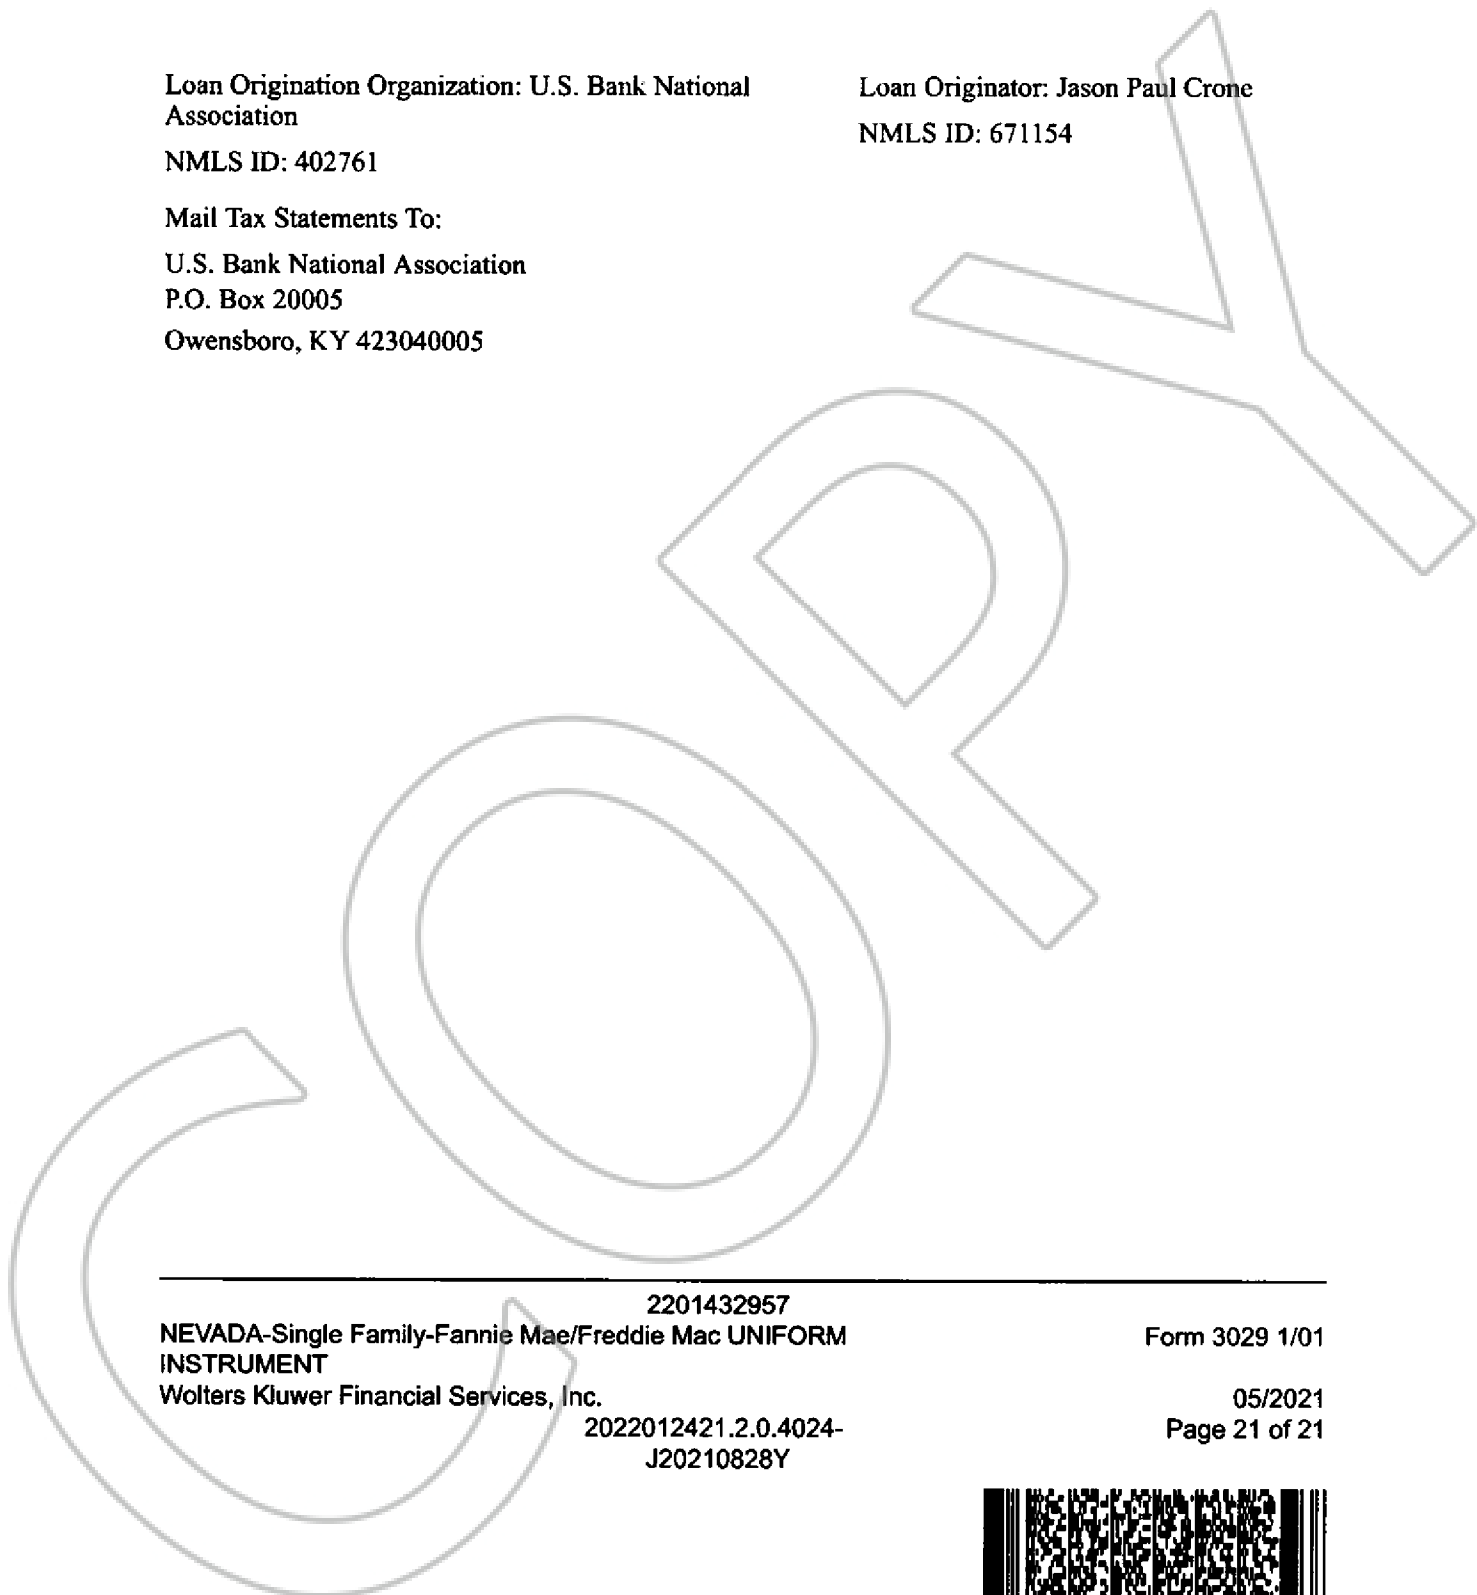 Loan Origination Organization: U.S. Bank National
Association
NMLS ID: 402761
Loan Originator: Jason Paul Crone
NMLS ID: 671154
Mail Tax Statements To:
U.S. Bank National Association
P.O. Box 20005
Owensboro, KY 423040005
COPY
2201432957
NEVADA-Single Family-Fannie Mae/Freddie Mac UNIFORM
INSTRUMENT
Form 3029 1/01
Wolters Kluwer Financial Services, Inc.
05/2021
2022012421.2.0.4024-
J20210828Y
Page 21 of 21